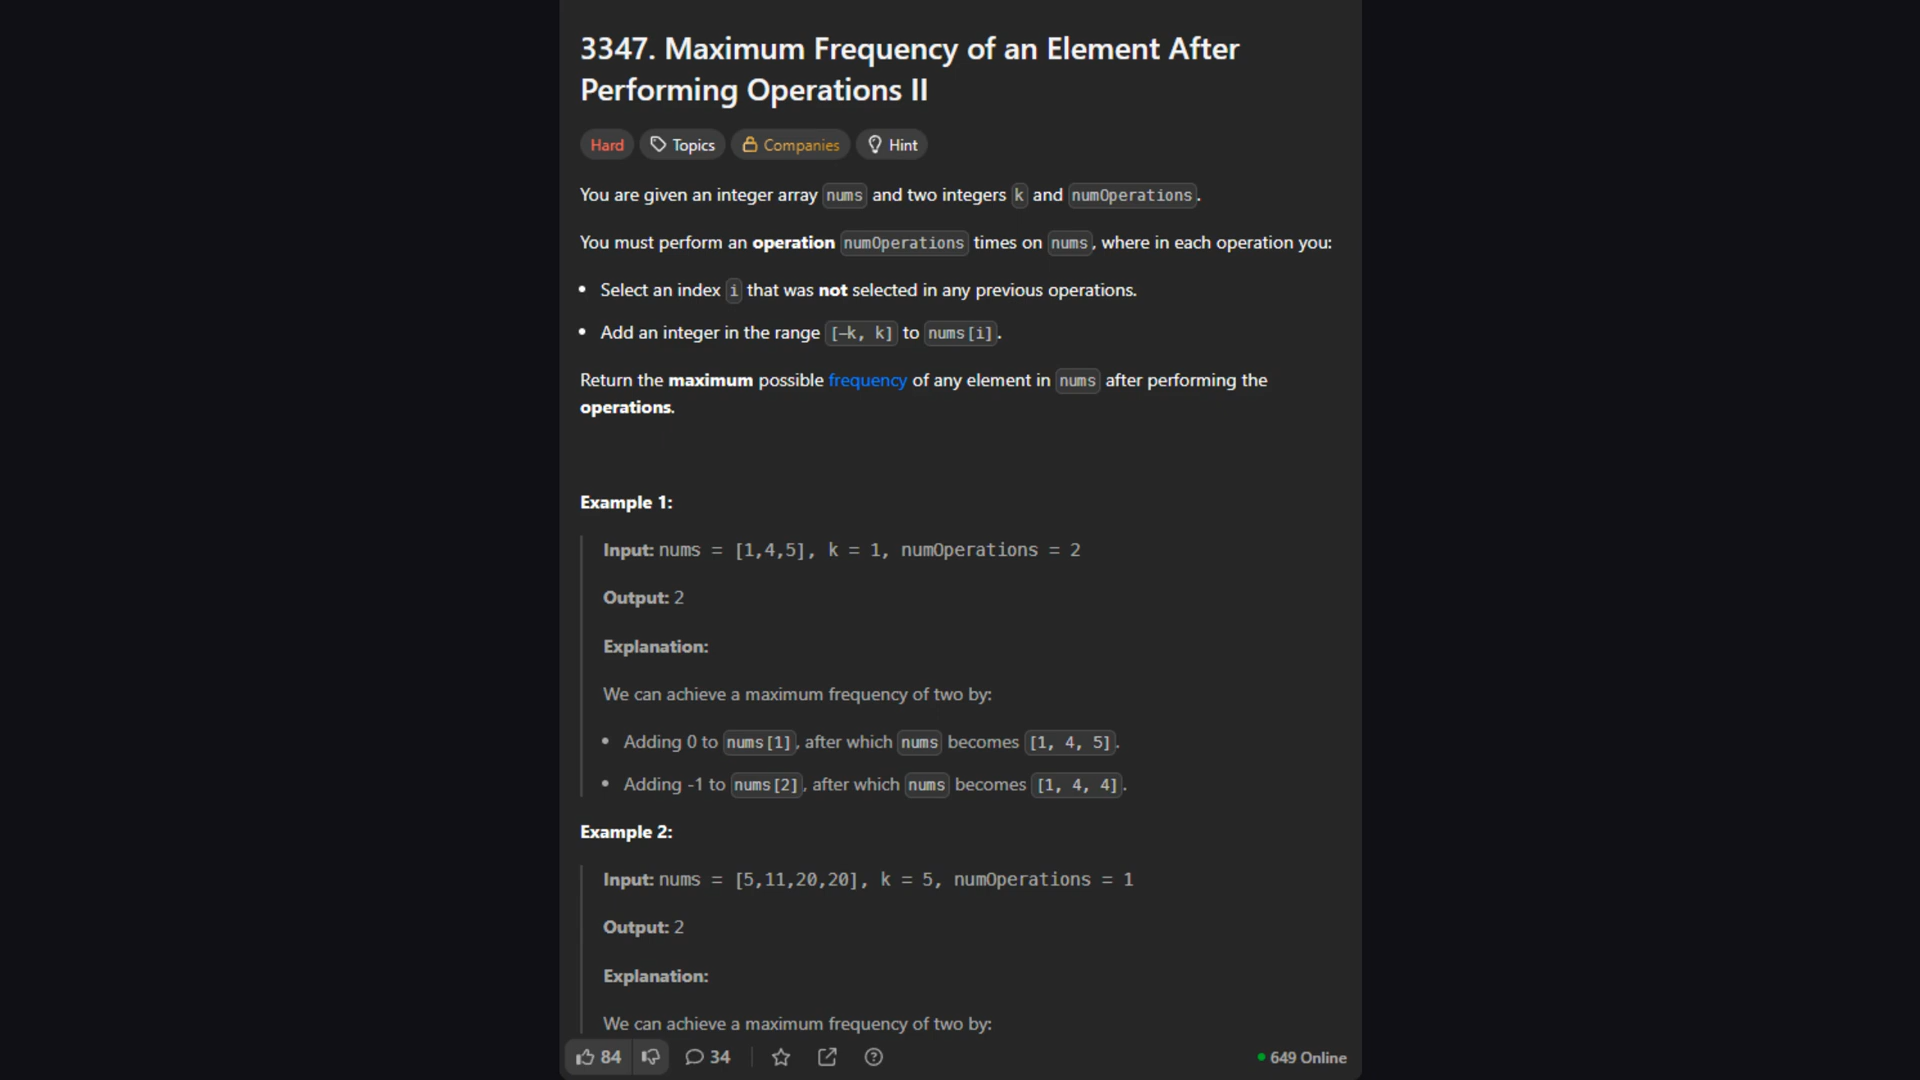 3347. Maximum Frequency of an Element After
Performing Operations II
Hard Topics Companies Hint
You are given an integer array nums and two integers k and numOperations.
You must perform an operation numOperations times on nums, where in each operation you:
• Select an index i that was not selected in any previous operations.
• Add an integer in the range [-k, k] to nums[i].
Return the maximum possible frequency of any element in nums after performing the
operations.
Example 1:
Input: nums = [1,4,5], k = 1, numOperations = 2
Output: 2
Explanation:
We can achieve a maximum frequency of two by:
• Adding 0 to nums[1], after which nums becomes [1, 4, 5].
• Adding -1 to nums[2], after which nums becomes [1, 4, 4].
Example 2:
Input: nums = [5,11,20,20], k = 5, numOperations = 1
Output: 2
Explanation:
We can achieve a maximum frequency of two by:
84 34 649 Online